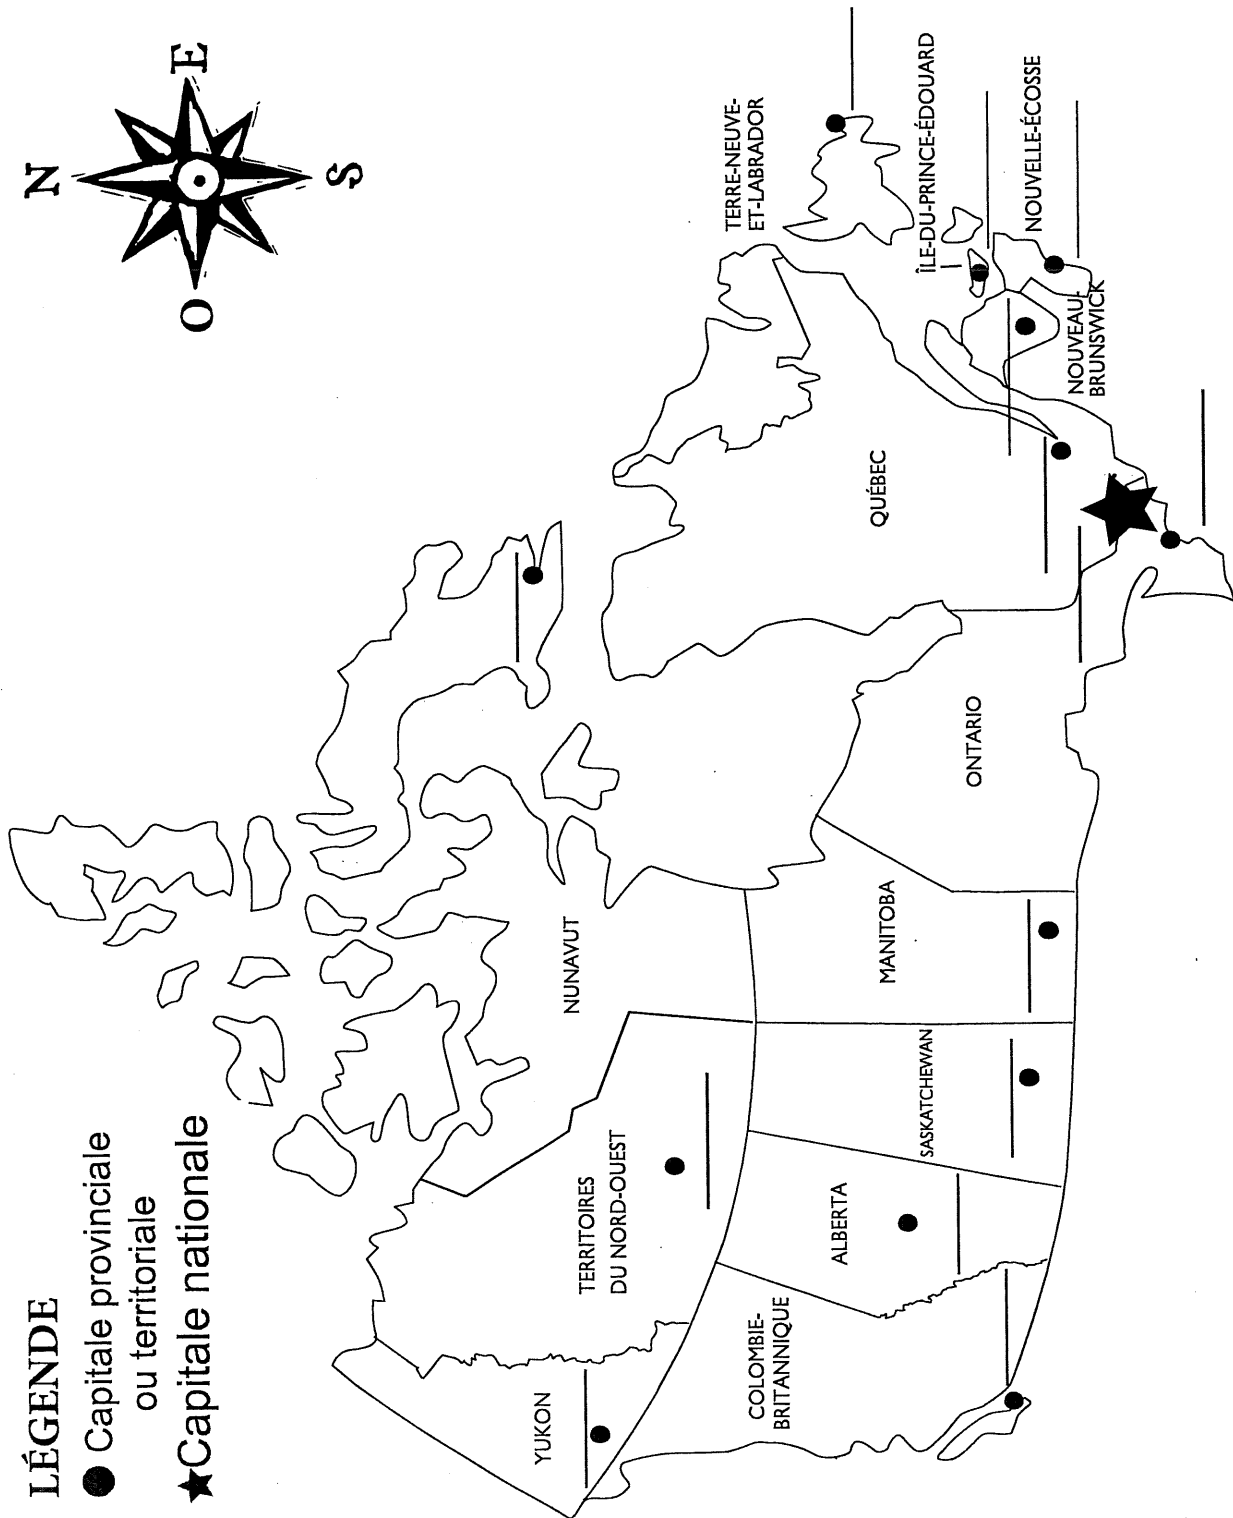 LÉGENDE
Capitale provinciale
ou territoriale
Capitale nationale
N
O
E
S
YUKON
TERRITOIRES
DU NORD-OUEST
NUNAVUT
COLOMBIE-
BRITANNIQUE
ALBERTA
SASKATCHEWAN
MANITOBA
ONTARIO
QUÉBEC
TERRE-NEUVE-
ET-LABRADOR
ÎLE-DU-PRINCE-ÉDOUARD
NOUVELLE-ÉCOSSE
NOUVEAU-
BRUNSWICK